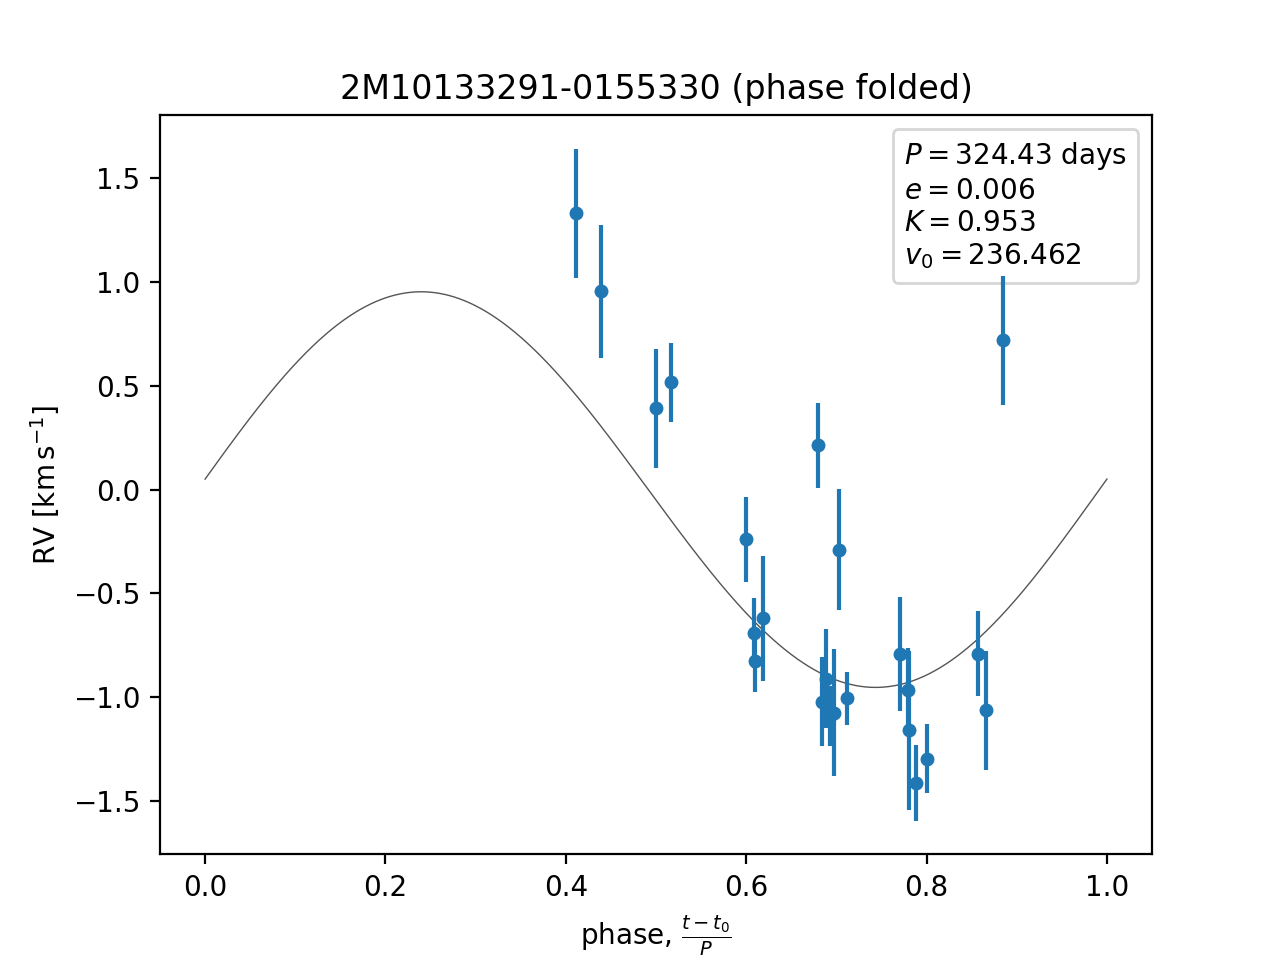 2M10133291-0155330 (phase folded)
P = 324.43 days
e = 0.006
K = 0.953
v₀ = 236.462
RV [km s⁻¹]
1.5
1.0
0.5
0.0
−0.5
−1.0
−1.5
0.0 0.2 0.4 0.6 0.8 1.0
phase, (t − t₀)/P